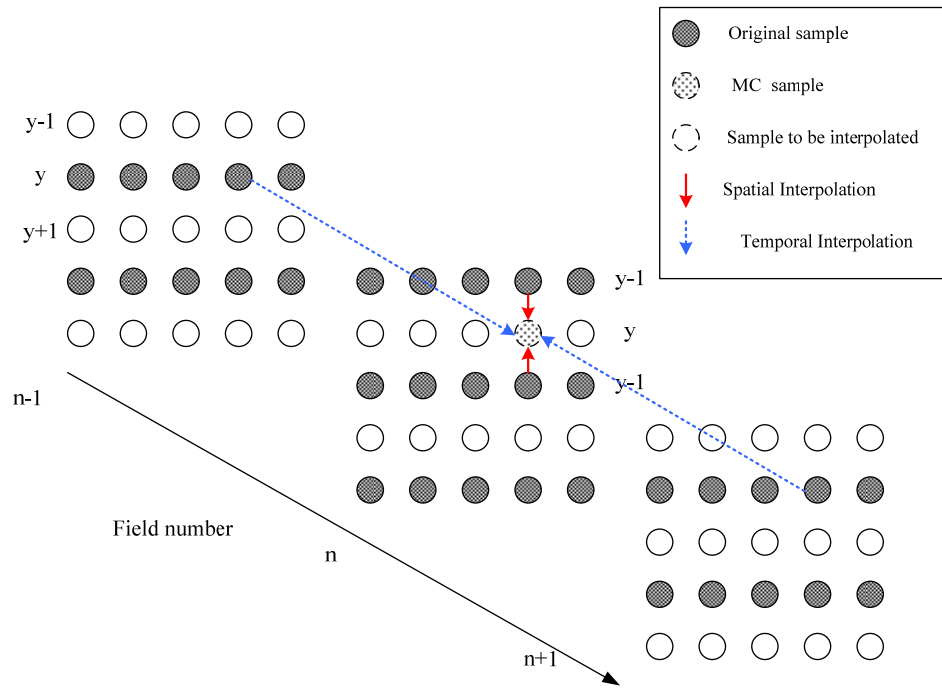 Original sample
MC sample
Sample to be interpolated
Spatial Interpolation
Temporal Interpolation
y-1
y
y+1
y-1
y
y-1
n-1
Field number
n
n+1